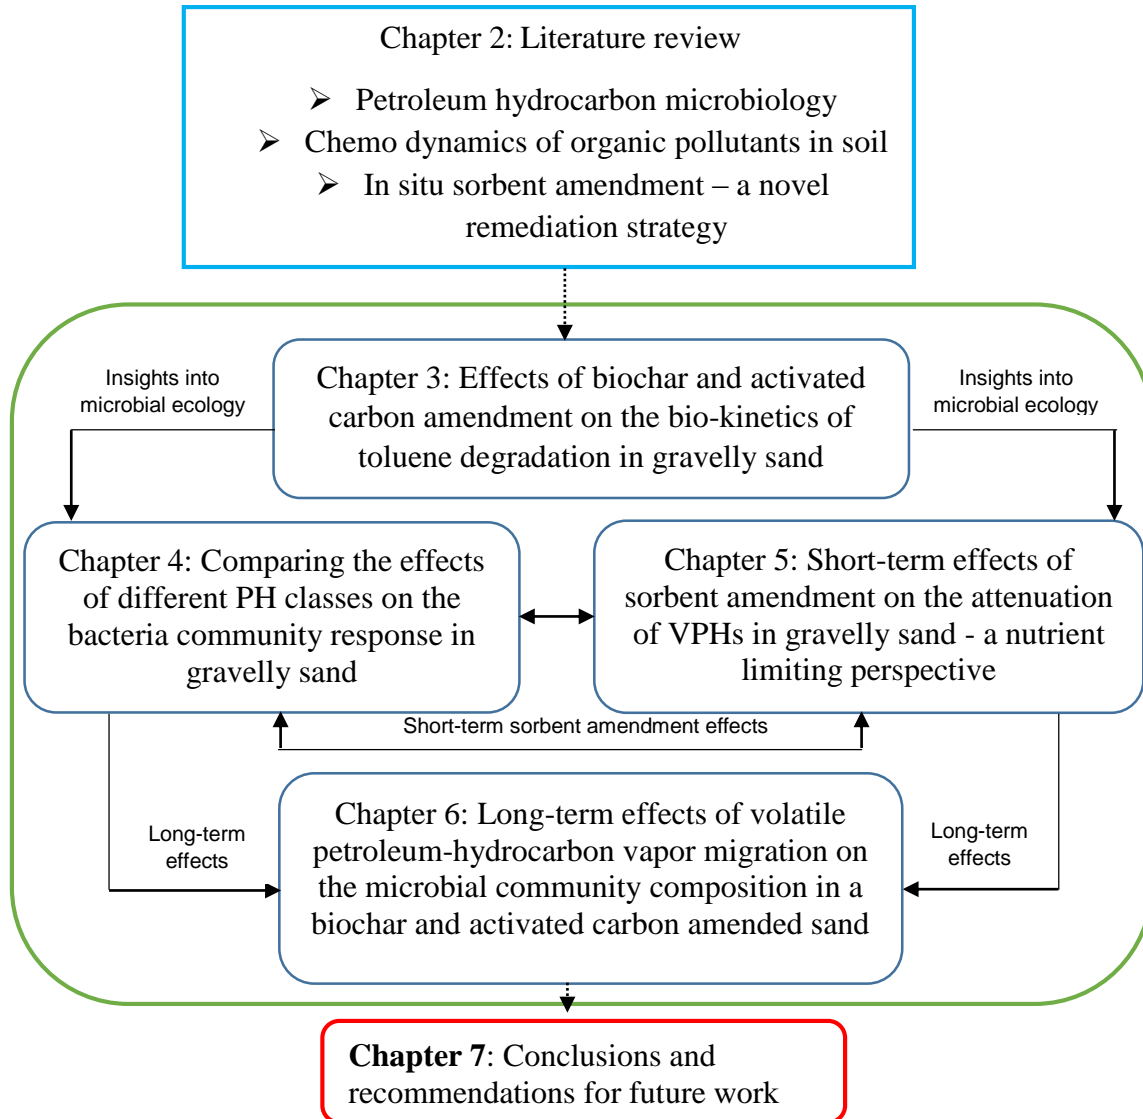 Chapter 2: Literature review
➢ Petroleum hydrocarbon microbiology
➢ Chemo dynamics of organic pollutants in soil
➢ In situ sorbent amendment – a novel
remediation strategy
Insights into
microbial ecology
Chapter 3: Effects of biochar and activated
carbon amendment on the bio-kinetics of
toluene degradation in gravelly sand
Insights into
microbial ecology
Chapter 4: Comparing the effects
of different PH classes on the
bacteria community response in
gravelly sand
Chapter 5: Short-term effects of
sorbent amendment on the attenuation
of VPHs in gravelly sand - a nutrient
limiting perspective
Short-term sorbent amendment effects
Long-term
effects
Chapter 6: Long-term effects of volatile
petroleum-hydrocarbon vapor migration on
the microbial community composition in a
biochar and activated carbon amended sand
Long-term
effects
Chapter 7: Conclusions and
recommendations for future work